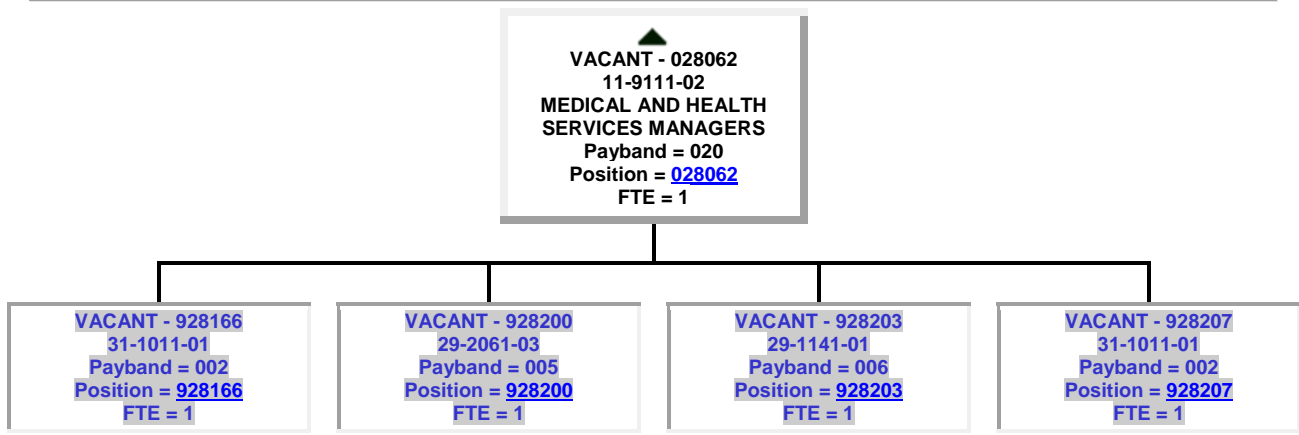 VACANT - 028062
11-9111-02
MEDICAL AND HEALTH
SERVICES MANAGERS
Payband = 020
Position = 028062
FTE = 1
VACANT - 928166
31-1011-01
Payband = 002
Position = 928166
FTE = 1
VACANT - 928200
29-2061-03
Payband = 005
Position = 928200
FTE = 1
VACANT - 928203
29-1141-01
Payband = 006
Position = 928203
FTE = 1
VACANT - 928207
31-1011-01
Payband = 002
Position = 928207
FTE = 1